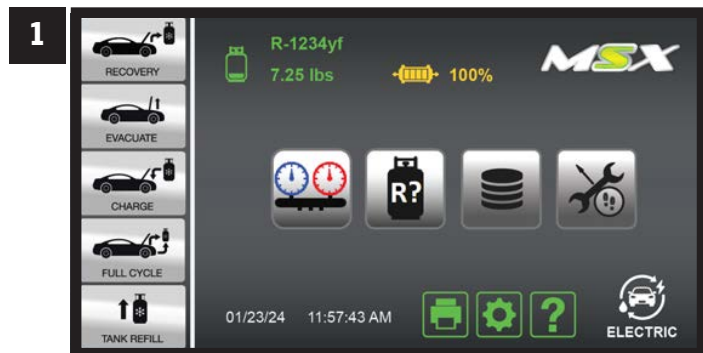 1
RECOVERY
EVACUATE
CHARGE
FULL CYCLE
TANK REFILL
R-1234yf
7.25 lbs
100%
MSX
R?
01/23/24 11:57:43 AM
?
ELECTRIC